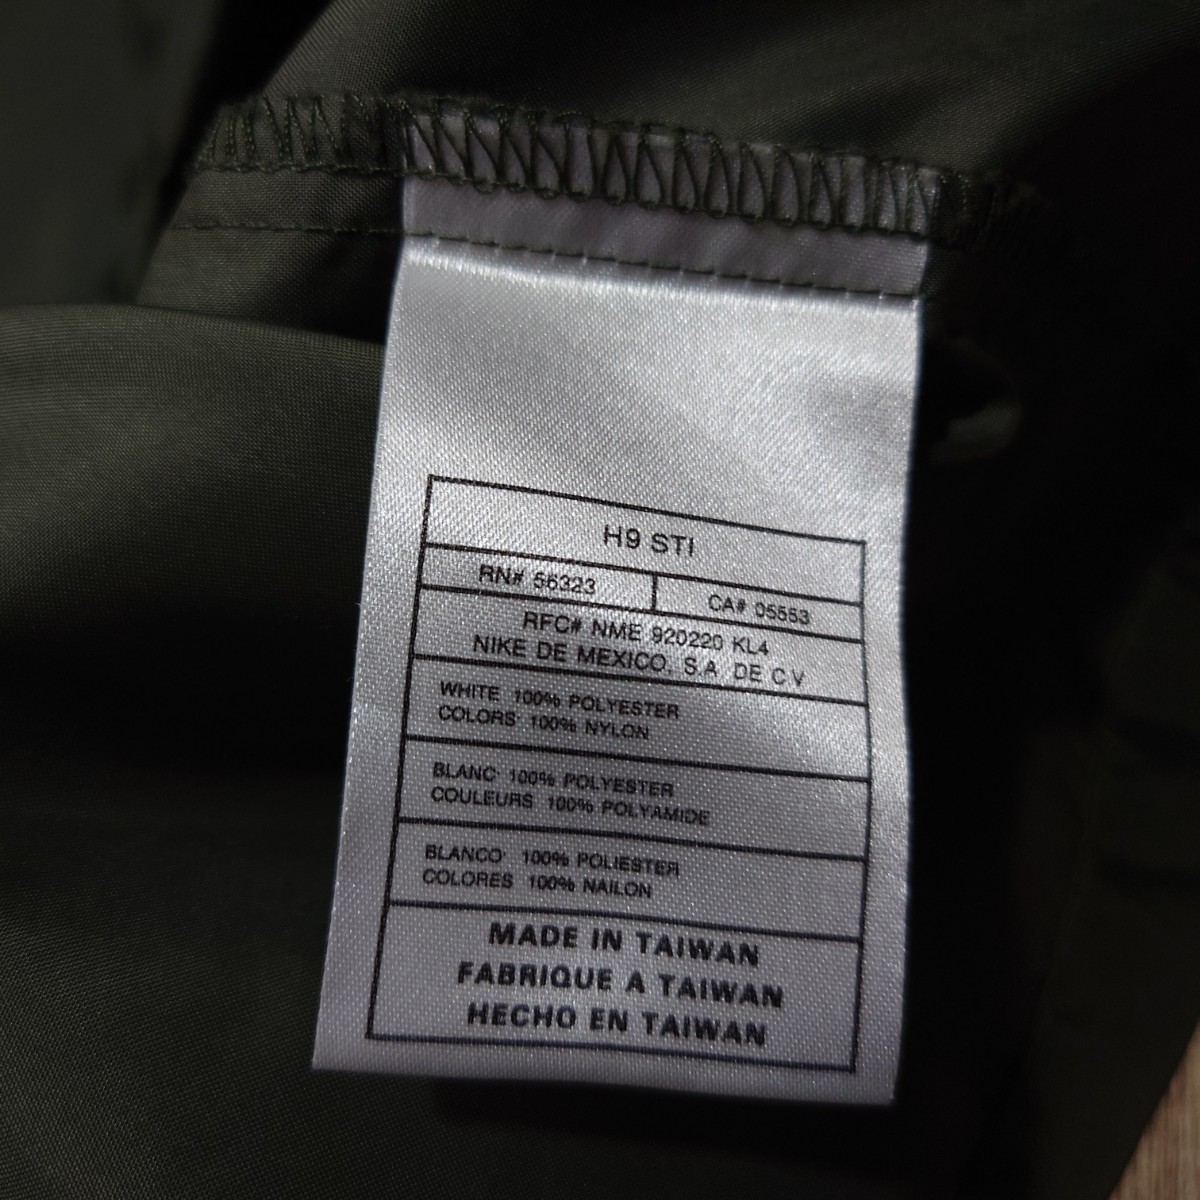 H9 STI
RN# 56323 CA# 05553
RFC# NME 920220 KL4
NIKE DE MEXICO, S.A. DE C.V
WHITE 100% POLYESTER
COLORS 100% NYLON
BLANC 100% POLYESTER
COULEURS 100% POLYAMIDE
BLANCO 100% POLIESTER
COLORES 100% NAILON
MADE IN TAIWAN
FABRIQUE A TAIWAN
HECHO EN TAIWAN